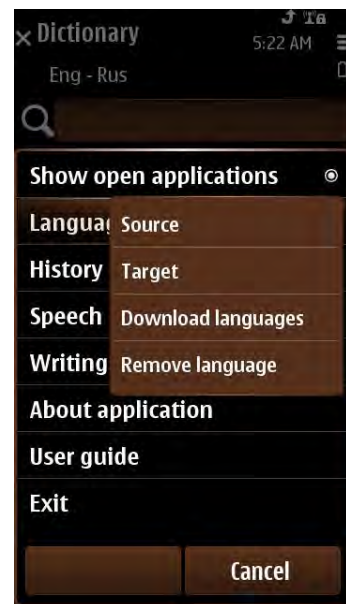 Dictionary
5:22 AM
Eng - Rus
Show open applications
Langua
Source
History
Target
Speech
Download languages
Writing
Remove language
About application
User guide
Exit
Cancel